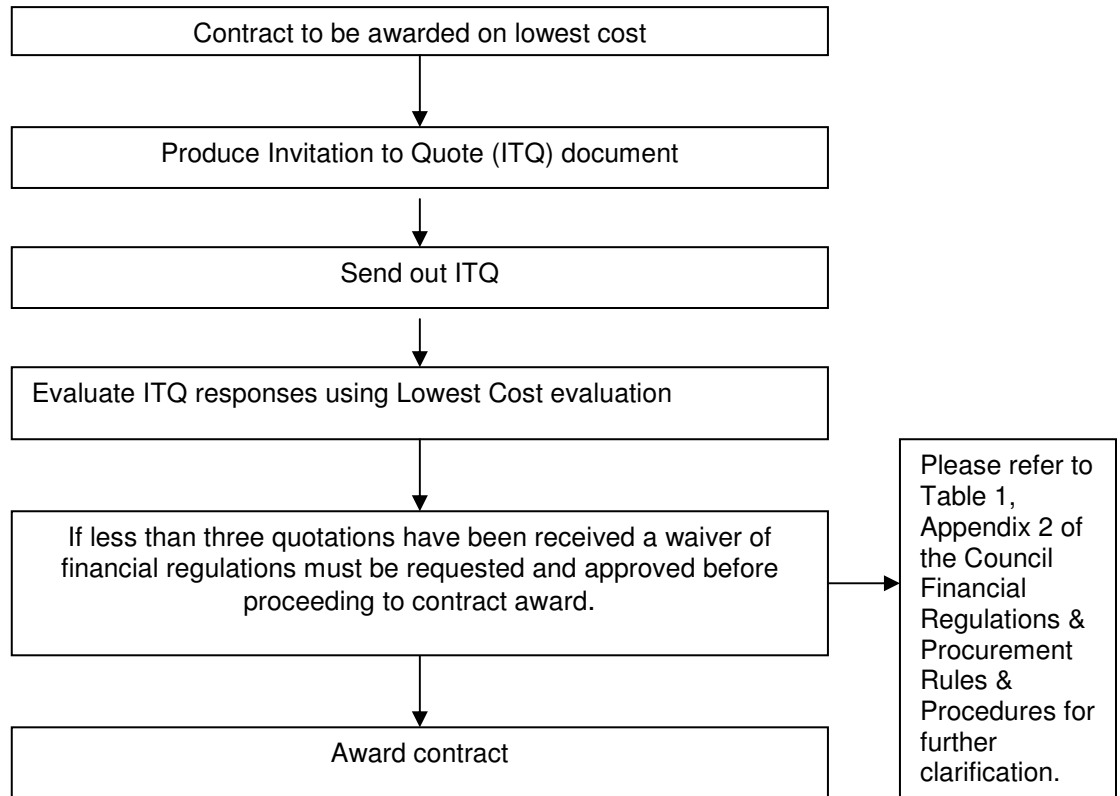 Contract to be awarded on lowest cost
Produce Invitation to Quote (ITQ) document
Send out ITQ
Evaluate ITQ responses using Lowest Cost evaluation
If less than three quotations have been received a waiver of
financial regulations must be requested and approved before
proceeding to contract award.
Please refer to
Table 1,
Appendix 2 of
the Council
Financial
Regulations &
Procurement
Rules &
Procedures for
further
clarification.
Award contract